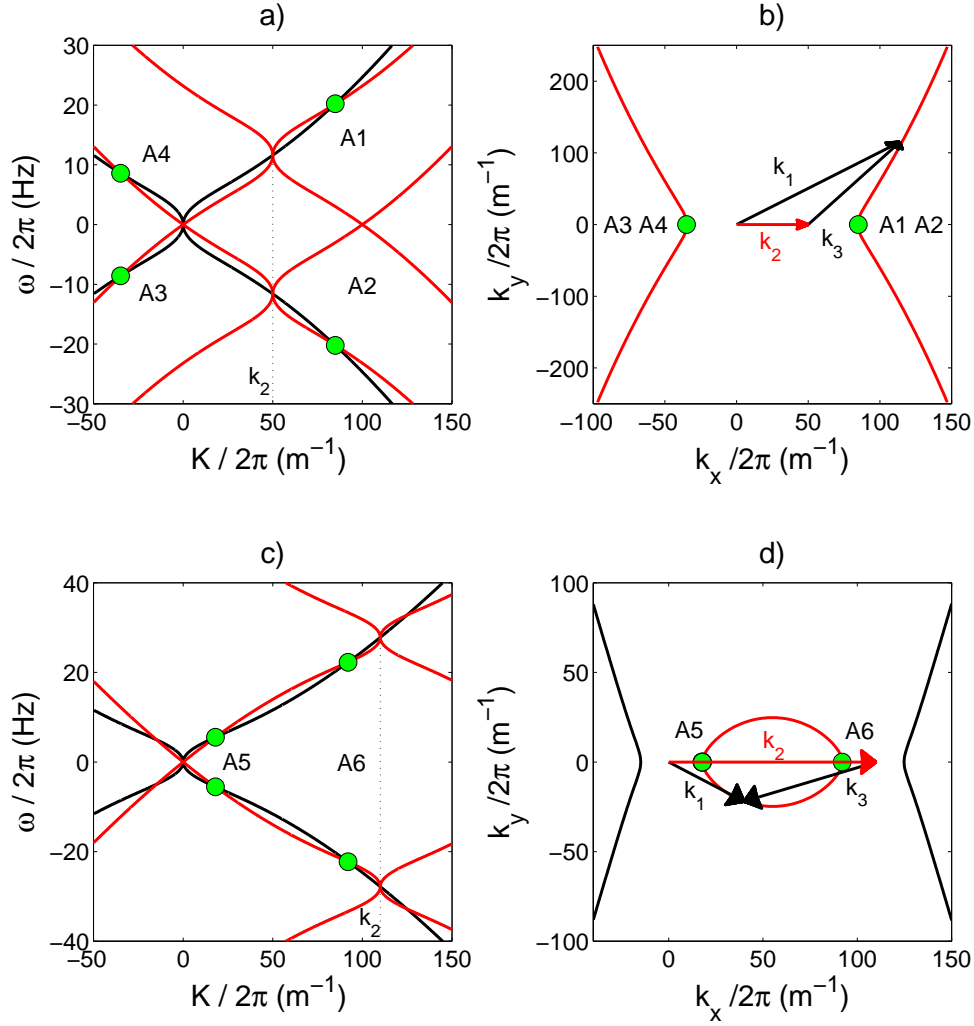 a)
30
20
10
0
−10
−20
−30
−50
0
50
100
150
ω / 2π (Hz)
K / 2π (m⁻¹)
A4
A1
A3
A2
k₂
b)
200
100
0
−100
−200
−100
−50
0
50
100
150
k_y /2π (m⁻¹)
k_x /2π (m⁻¹)
k₁
A3 A4
A1 A2
k₂
k₃
c)
40
20
0
−20
−40
−50
0
50
100
150
ω / 2π (Hz)
K / 2π (m⁻¹)
A5
A6
k₂
d)
100
50
0
−50
−100
0
50
100
150
k_y /2π (m⁻¹)
k_x /2π (m⁻¹)
A5
A6
k₂
k₁
k₃